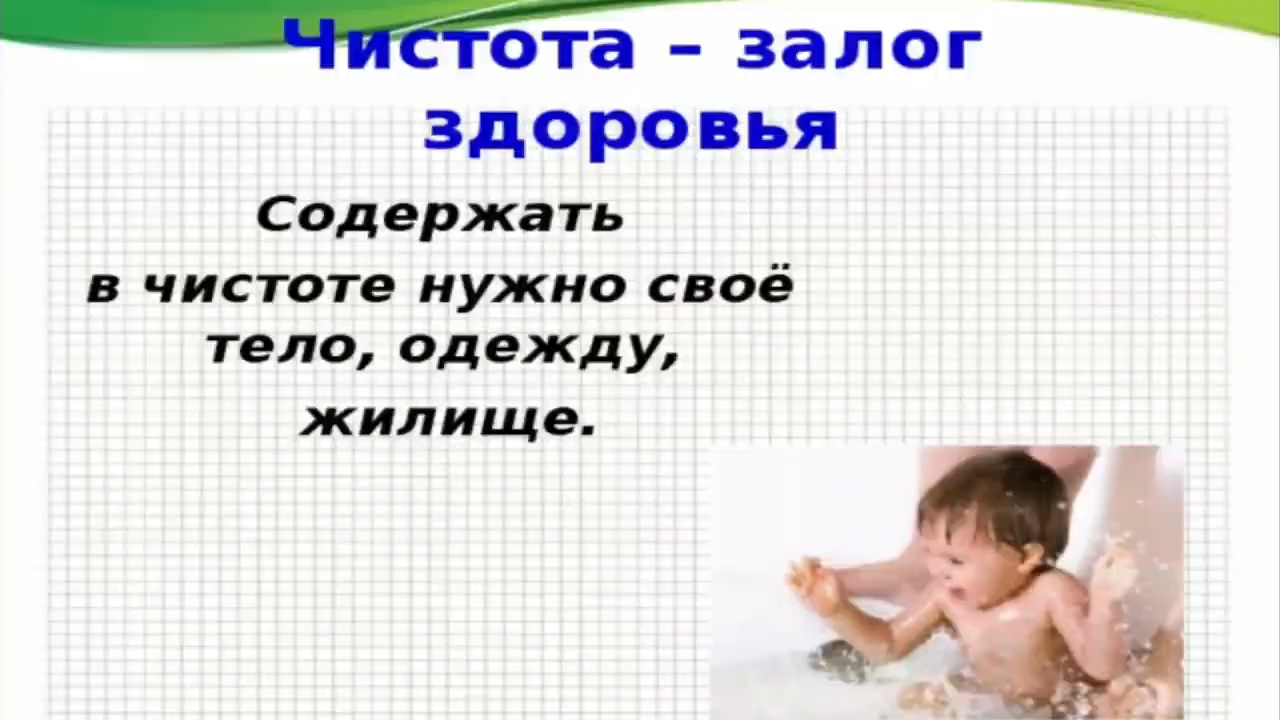 Чистота – залог
здоровья
Содержать
в чистоте нужно своё
тело, одежду,
жилище.